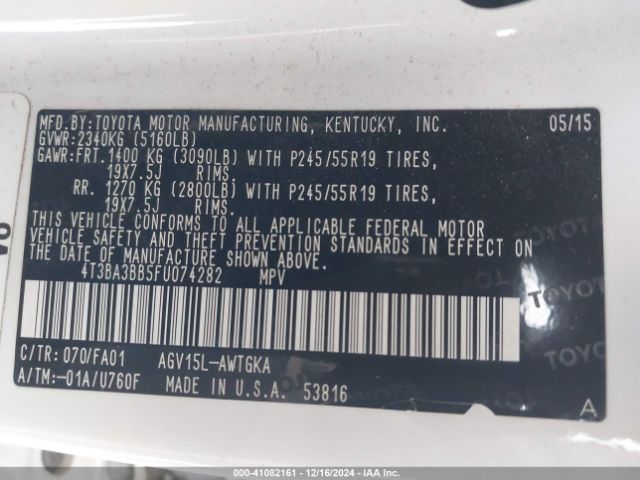 MFD.BY:TOYOTA MOTOR MANUFACTURING, KENTUCKY, INC. 05/15
GVWR:2340KG (5160LB)
GAWR:FRT.1400 KG (3090LB) WITH P245/55R19 TIRES,
19X7.5J RIMS.
RR. 1270 KG (2800LB) WITH P245/55R19 TIRES,
19X7.5J RIMS.
THIS VEHICLE CONFORMS TO ALL APPLICABLE FEDERAL MOTOR
VEHICLE SAFETY AND THEFT PREVENTION STANDARDS IN EFFECT ON
THE DATE OF MANUFACTURE SHOWN ABOVE.
4T3BA3BB5FU074282 MPV
C/TR:070/FA01 AGV15L-AWTGKA
A/TM:-01A/U760F MADE IN U.S.A. 53816
A
000-41082161 - 12/16/2024 - IAAI.COM